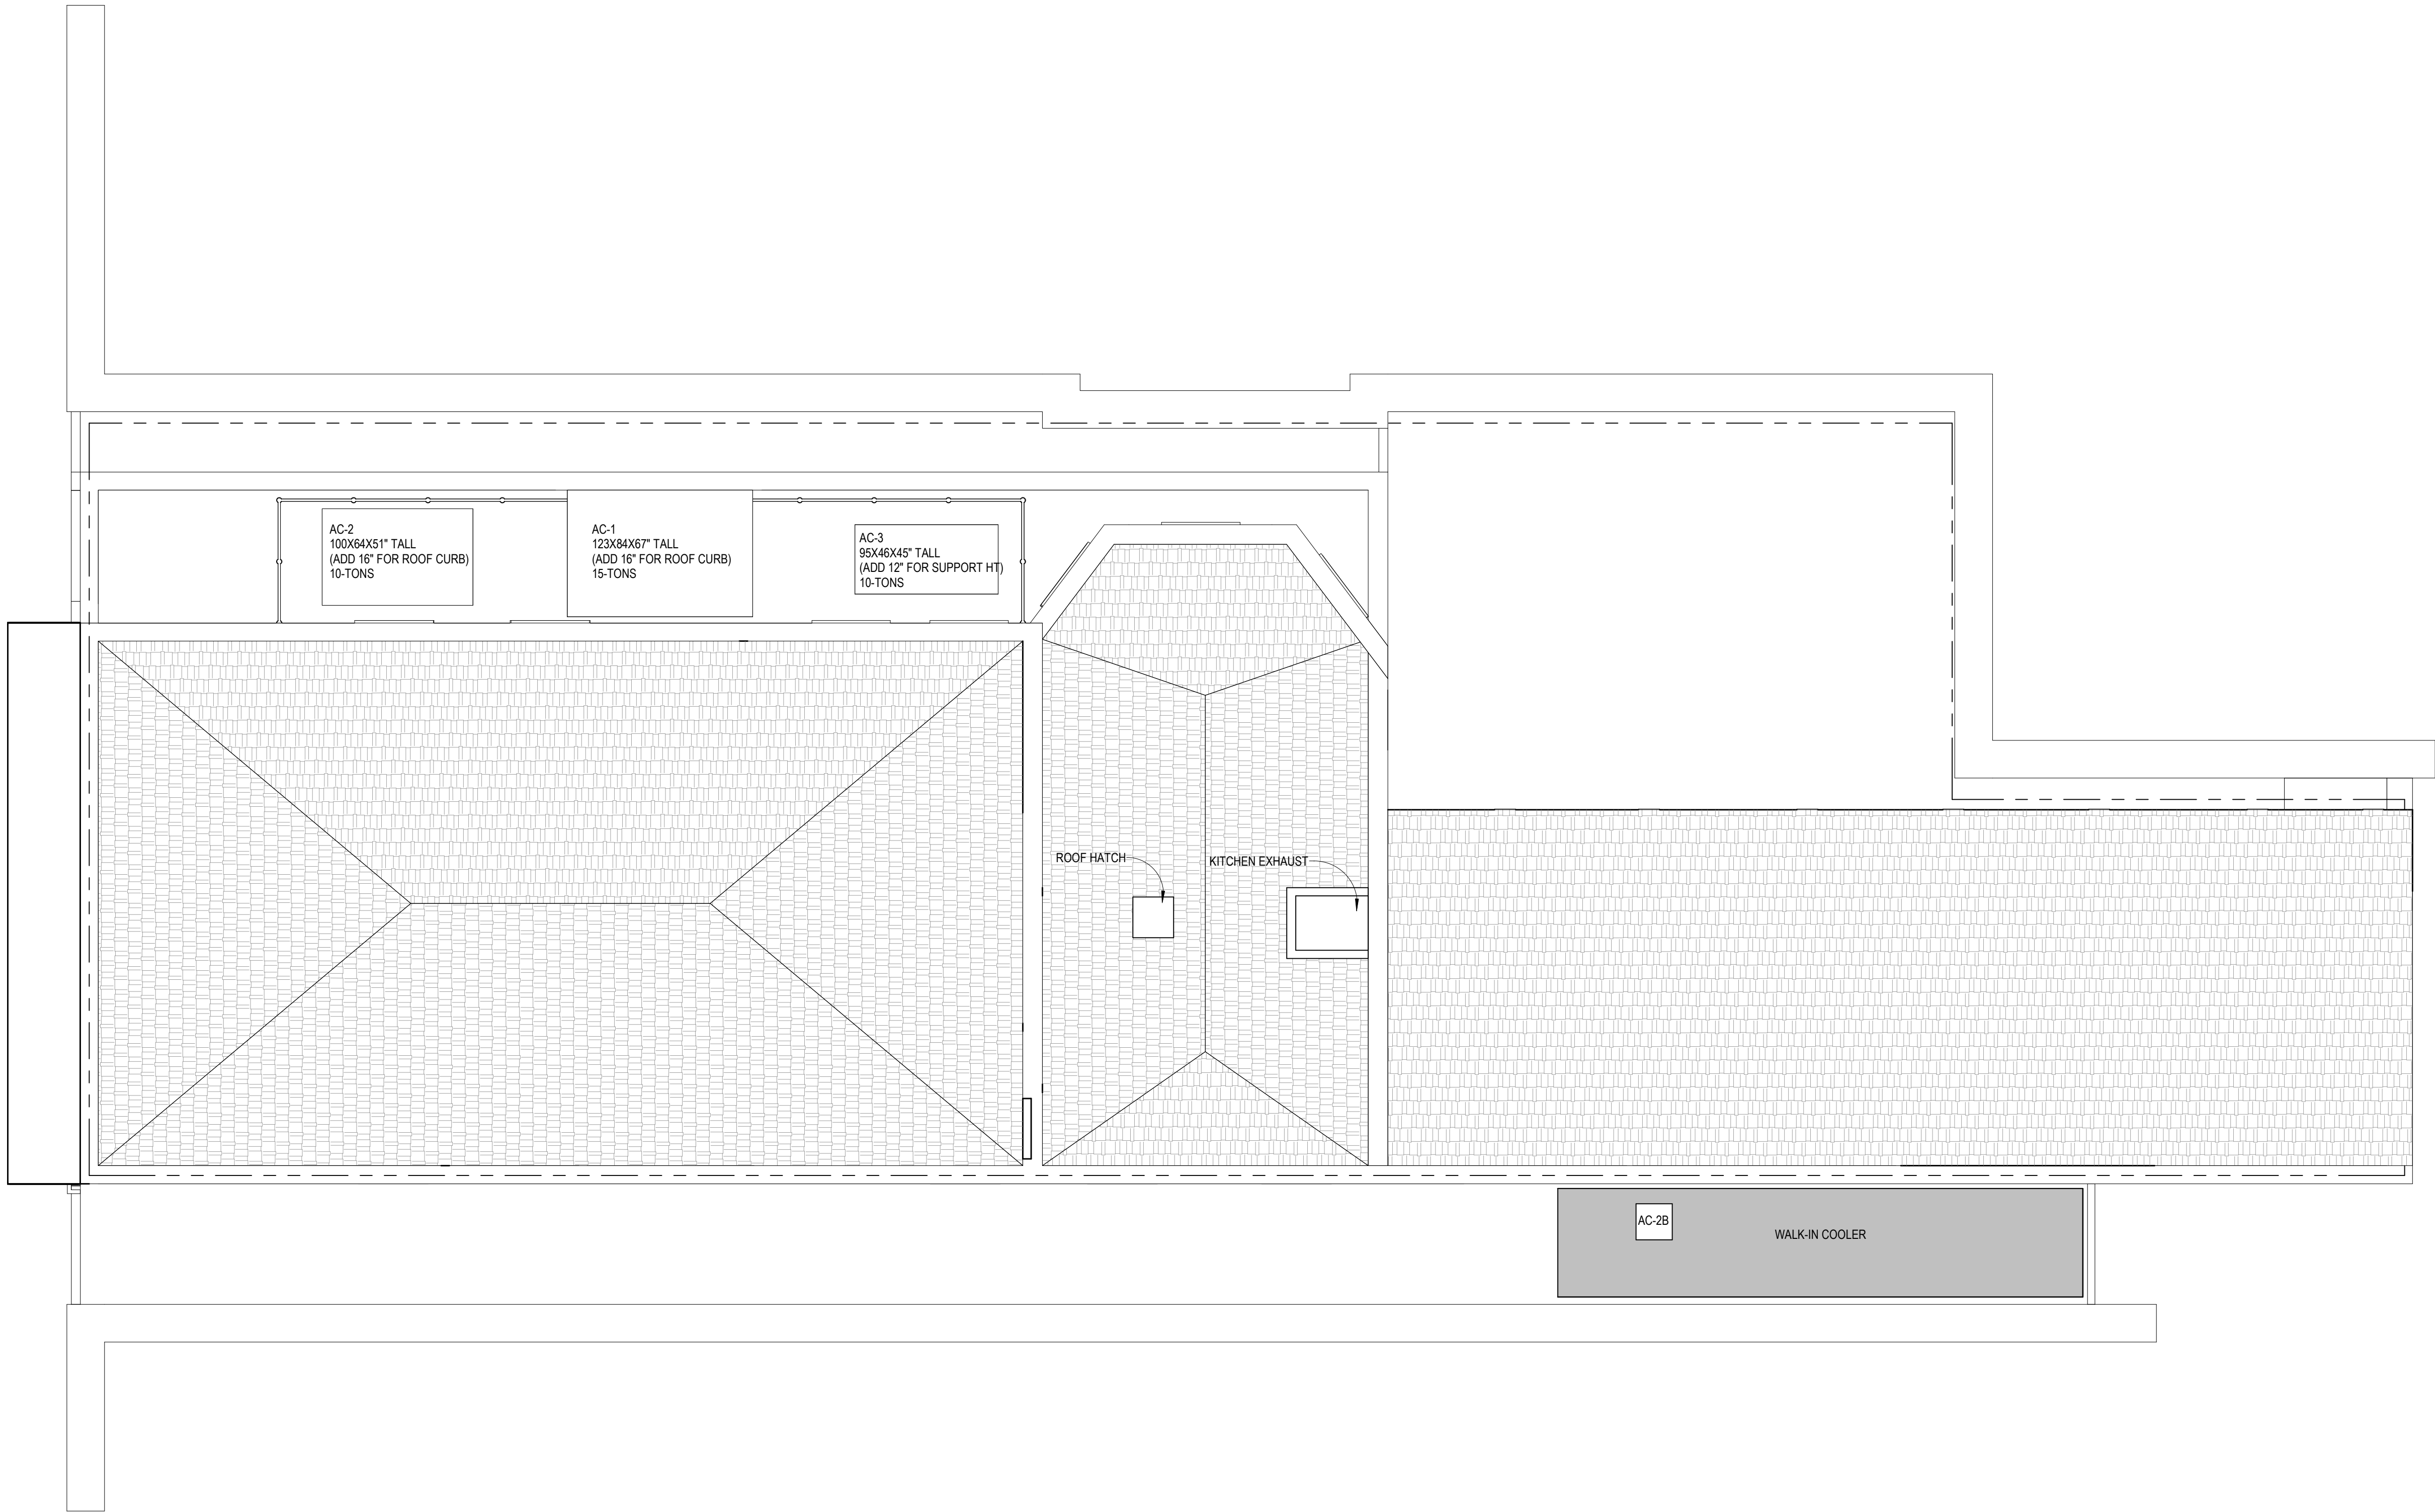 AC-2
100X64X51" TALL
(ADD 16" FOR ROOF CURB)
10-TONS
AC-1
123X84X67" TALL
(ADD 16" FOR ROOF CURB)
15-TONS
AC-3
95X46X45" TALL
(ADD 12" FOR SUPPORT HT)
10-TONS
ROOF HATCH
KITCHEN EXHAUST
AC-2B
WALK-IN COOLER